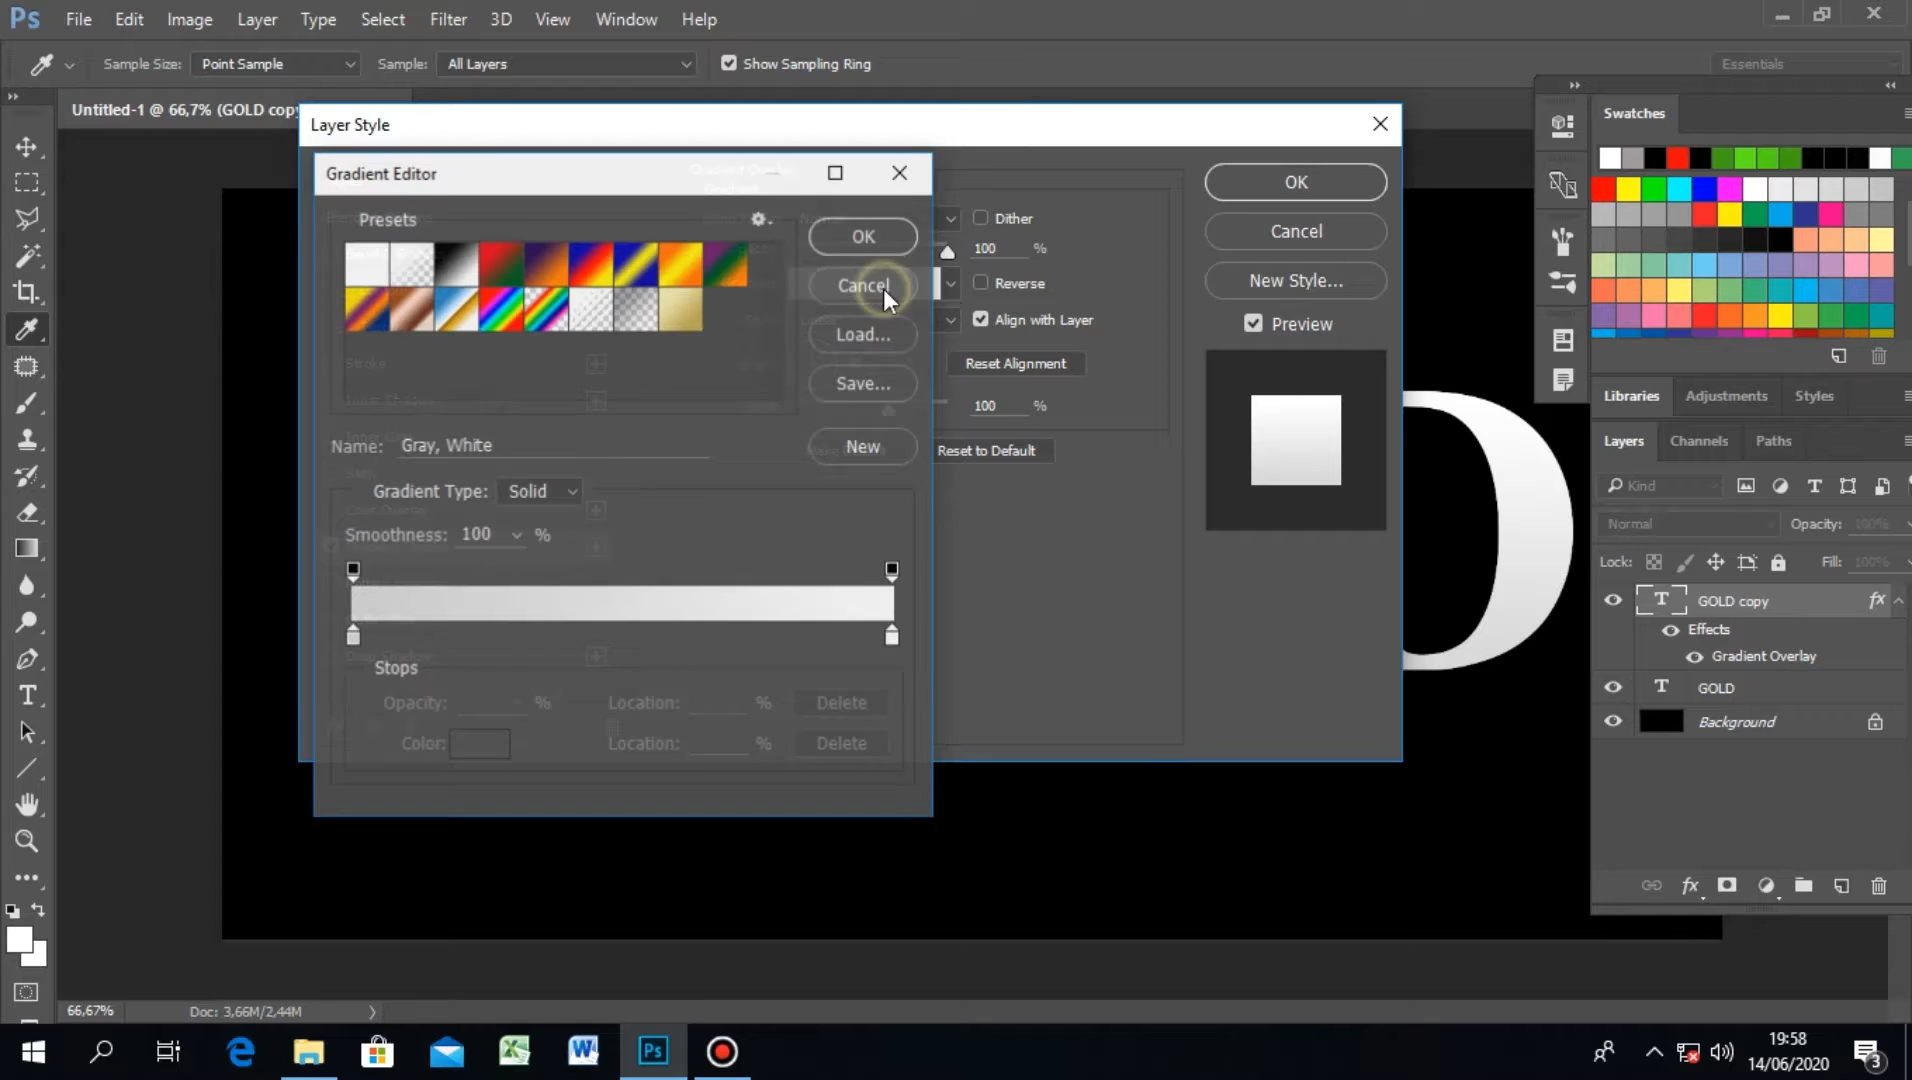 Ps File Edit Image Layer Type Select Filter 3D View Window Help
Sample Size: Point Sample Sample: All Layers Show Sampling Ring Essentials
Untitled-1 @ 66,7% (GOLD copy
Layer Style
Gradient Editor
Presets
OK
Cancel
Load...
Save...
Name: Gray, White
New
Gradient Type: Solid
Smoothness: 100 %
Stops
Opacity: % Location: % Delete
Color: Location: % Delete
Dither
100 %
Reverse
Align with Layer
Reset Alignment
100 %
Reset to Default
Stroke
Color Overlay
OK
Cancel
New Style...
Preview
Swatches
Libraries Adjustments Styles
Layers Channels Paths
Kind
Normal Opacity: 100%
Lock: Fill: 100%
T GOLD copy fx
Effects
Gradient Overlay
T GOLD
Background
fx
66,67% Doc: 3,66M/2,44M
Ps
19:58
14/06/2020
3